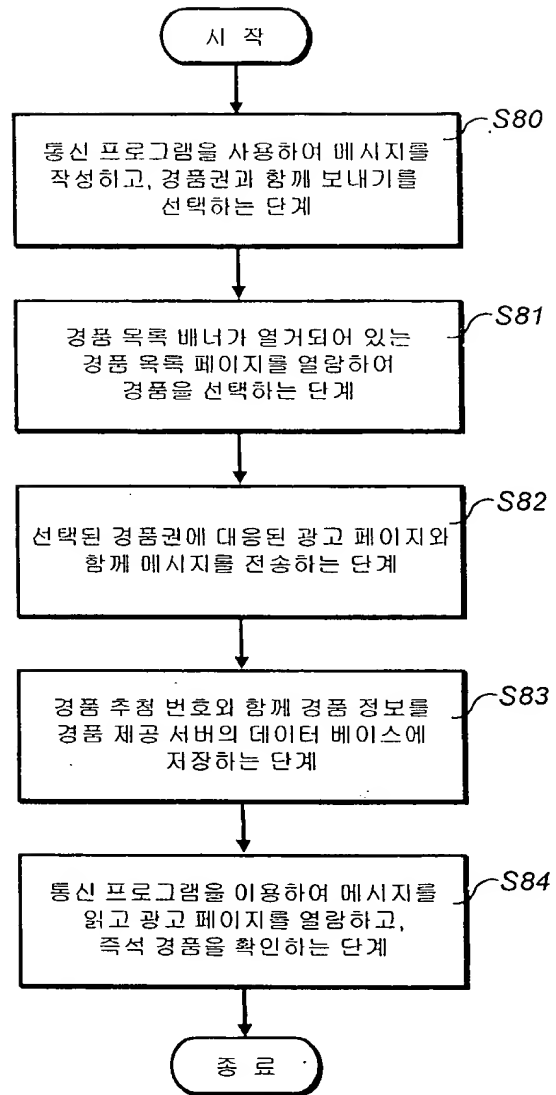 시 작
S80
통신 프로그램을 사용하여 메시지를
작성하고, 경품권과 함께 보내기를
선택하는 단계
S81
경품 목록 배너가 열거되어 있는
경품 목록 페이지를 열람하여
경품을 선택하는 단계
S82
선택된 경품권에 대응된 광고 페이지와
함께 메시지를 전송하는 단계
S83
경품 추첨 번호와 함께 경품 정보를
경품 제공 서버의 데이터 베이스에
저장하는 단계
S84
통신 프로그램을 이용하여 메시지를
읽고 광고 페이지를 열람하고,
즉석 경품을 확인하는 단계
종 료